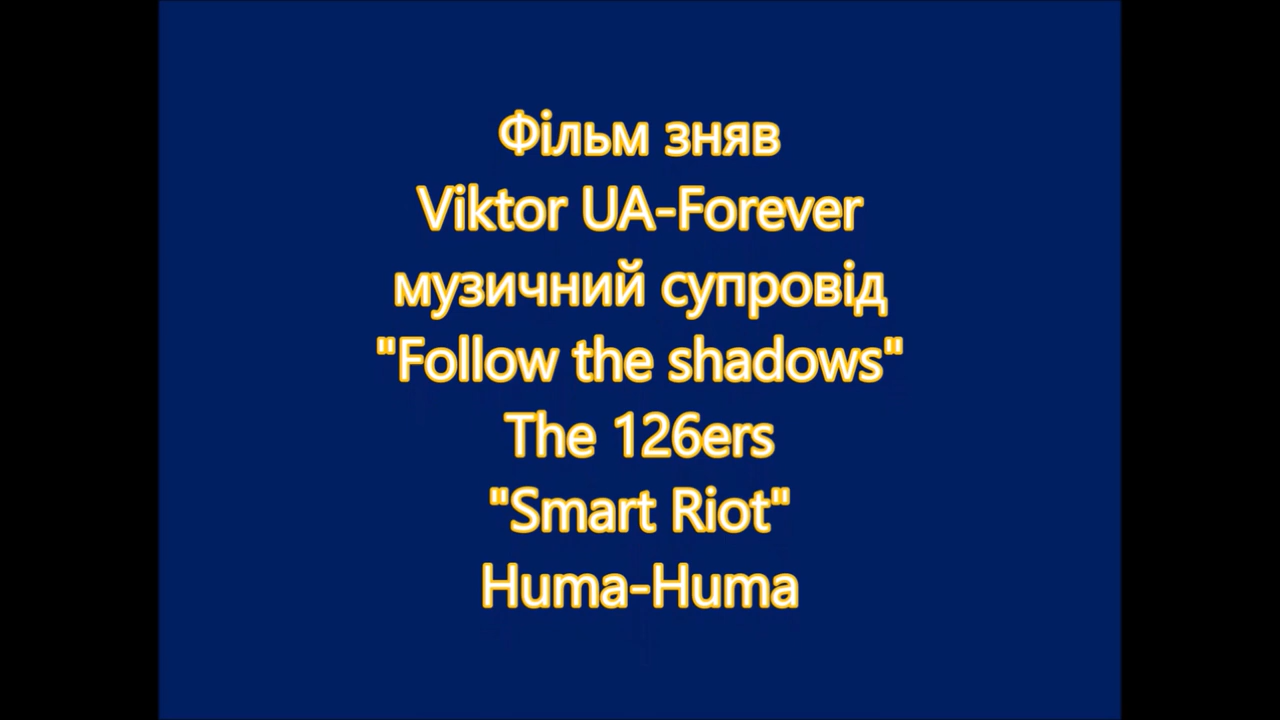 Фільм зняв
Viktor UA-Forever
музичний супровід
"Follow the shadows"
The 126ers
"Smart Riot"
Huma-Huma